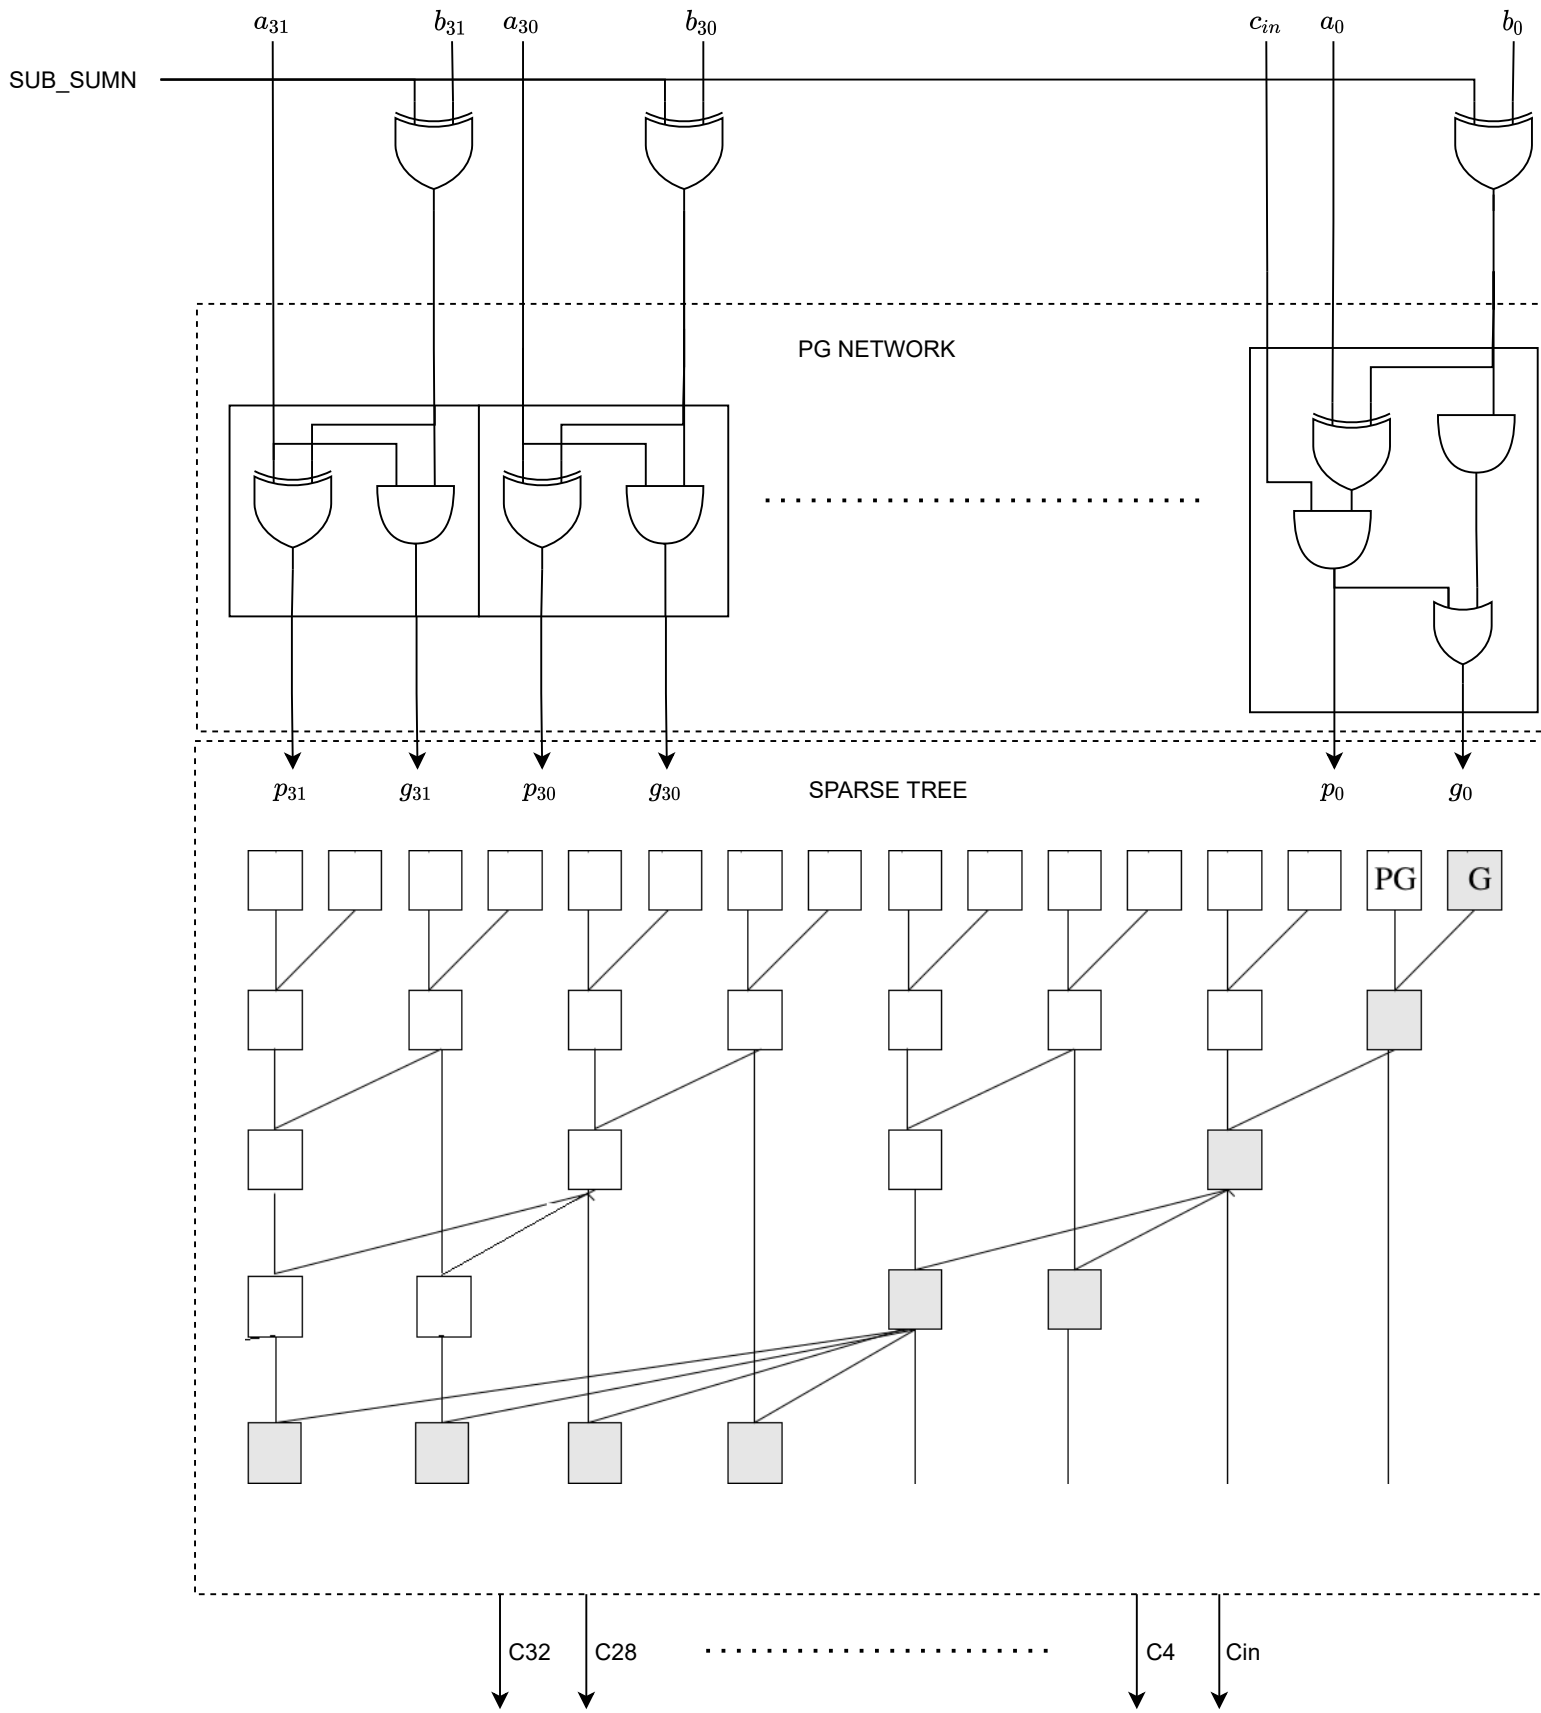 a31 b31 a30 b30 cin a0 b0
SUB_SUMN
PG NETWORK
p31 g31 p30 g30 SPARSE TREE p0 g0
PG G
C32 C28 C4 Cin